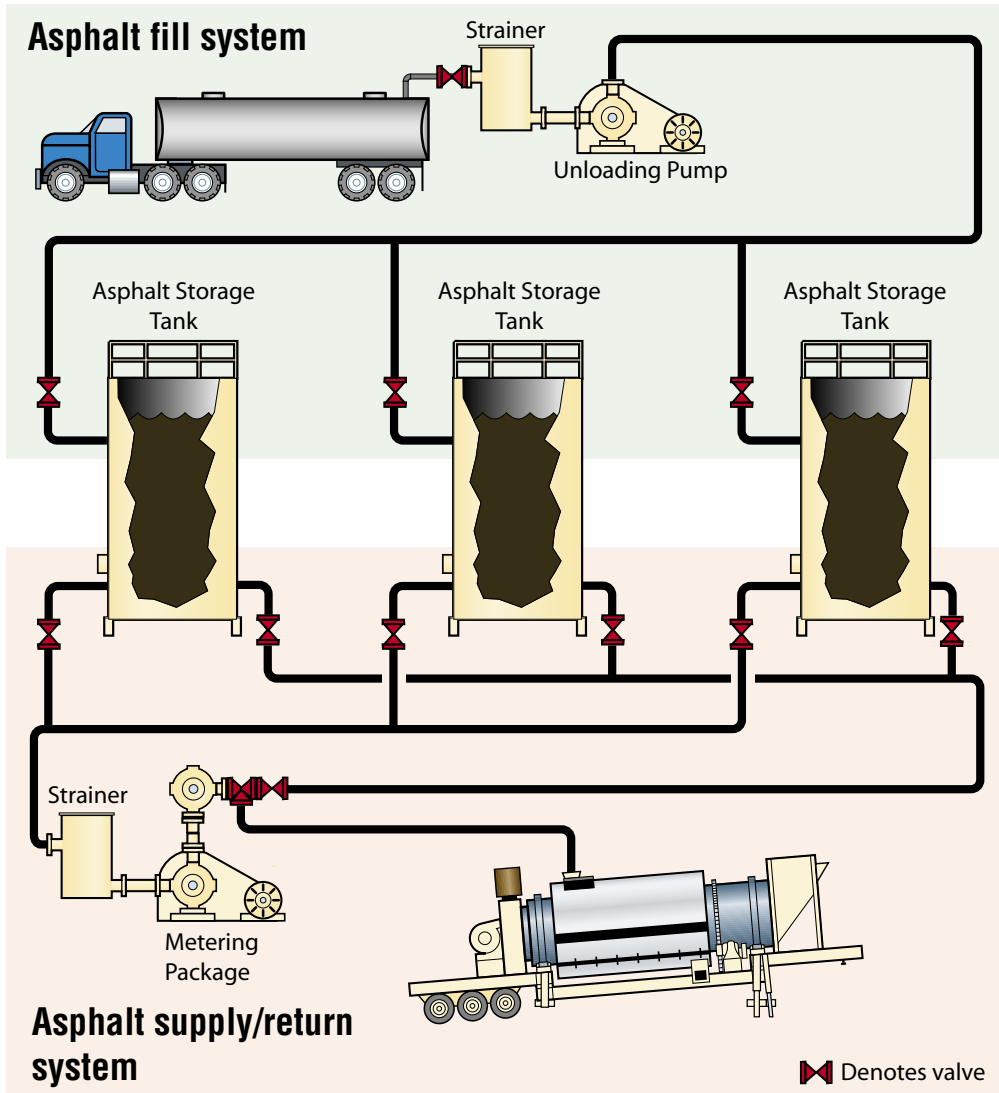 Asphalt fill system
Strainer
Unloading Pump
Asphalt Storage
Tank
Asphalt Storage
Tank
Asphalt Storage
Tank
Strainer
Metering
Package
Asphalt supply/return
system
Denotes valve